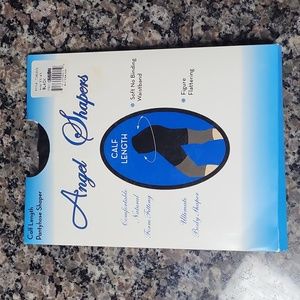 Angel Shapers
Soft No Binding
Waistband
Figure
Flattering
CALF
LENGTH
Comfortable
Natural
Form Fitting
Ultimate
Body Shaper
Calf Length
Pantyhose Shaper